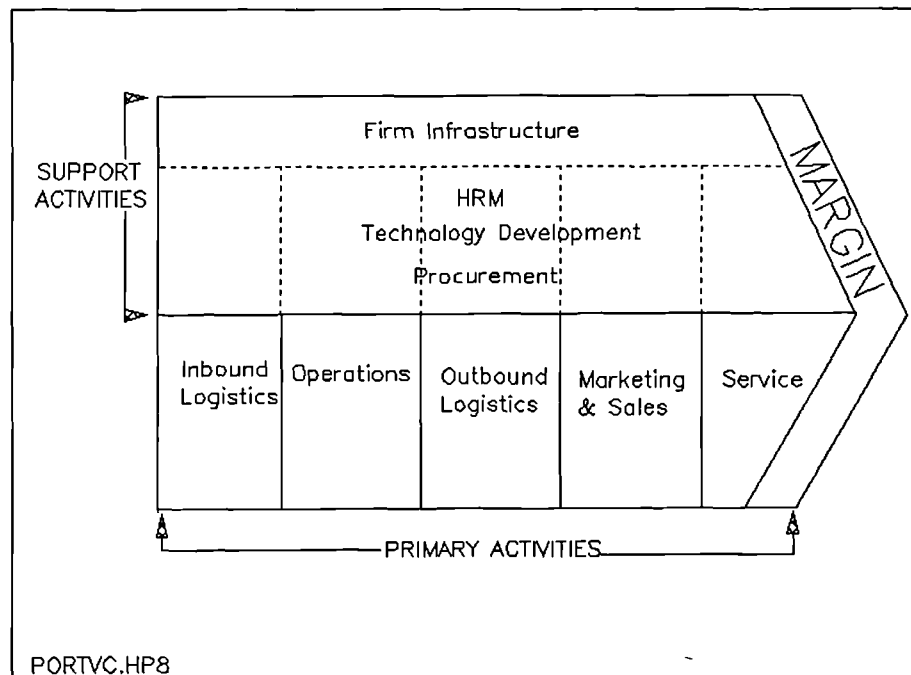 Firm Infrastructure
MARGIN
SUPPORT
ACTIVITIES
HRM
Technology Development
Procurement
Inbound
Logistics
Operations
Outbound
Logistics
Marketing
& Sales
Service
PRIMARY ACTIVITIES
PORTVC.HP8